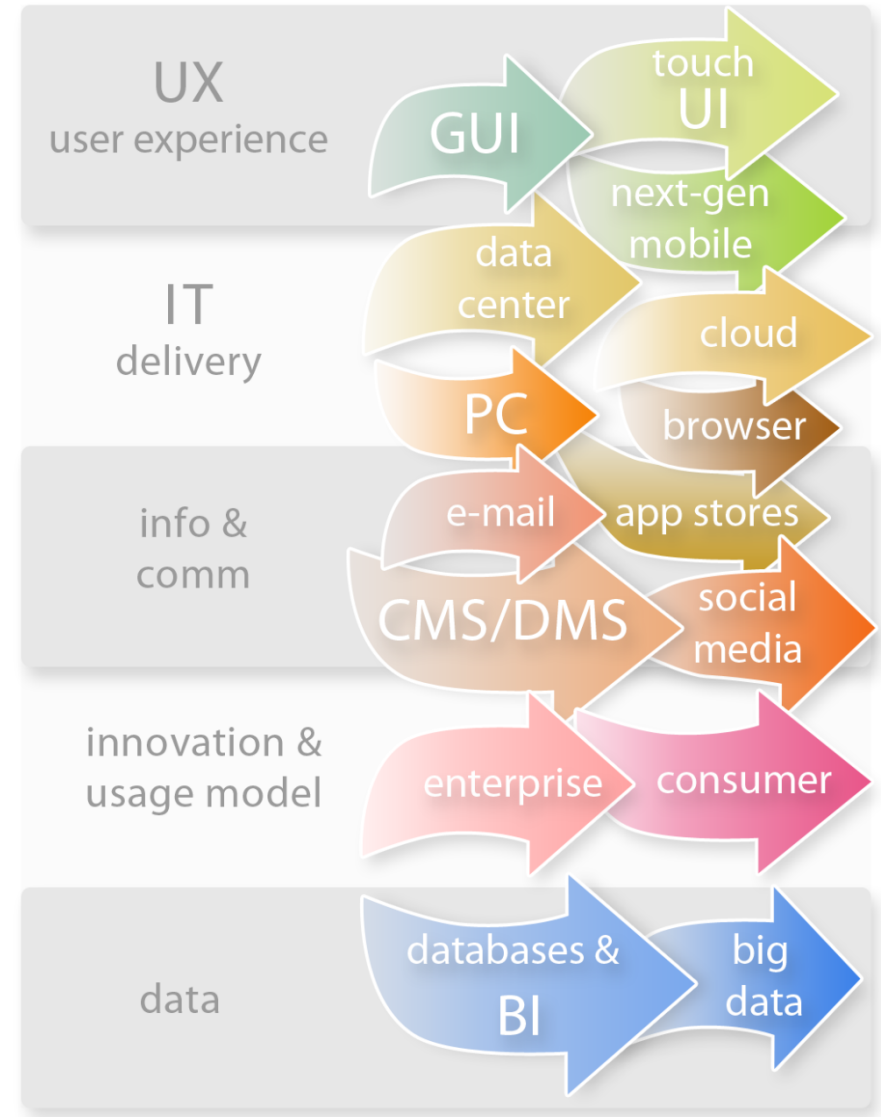 UX
user experience
GUI
touch
UI
next-gen
mobile
IT
delivery
data
center
cloud
PC
browser
info &
comm
e-mail
app stores
CMS/DMS
social
media
innovation &
usage model
enterprise
consumer
data
databases &
BI
big
data